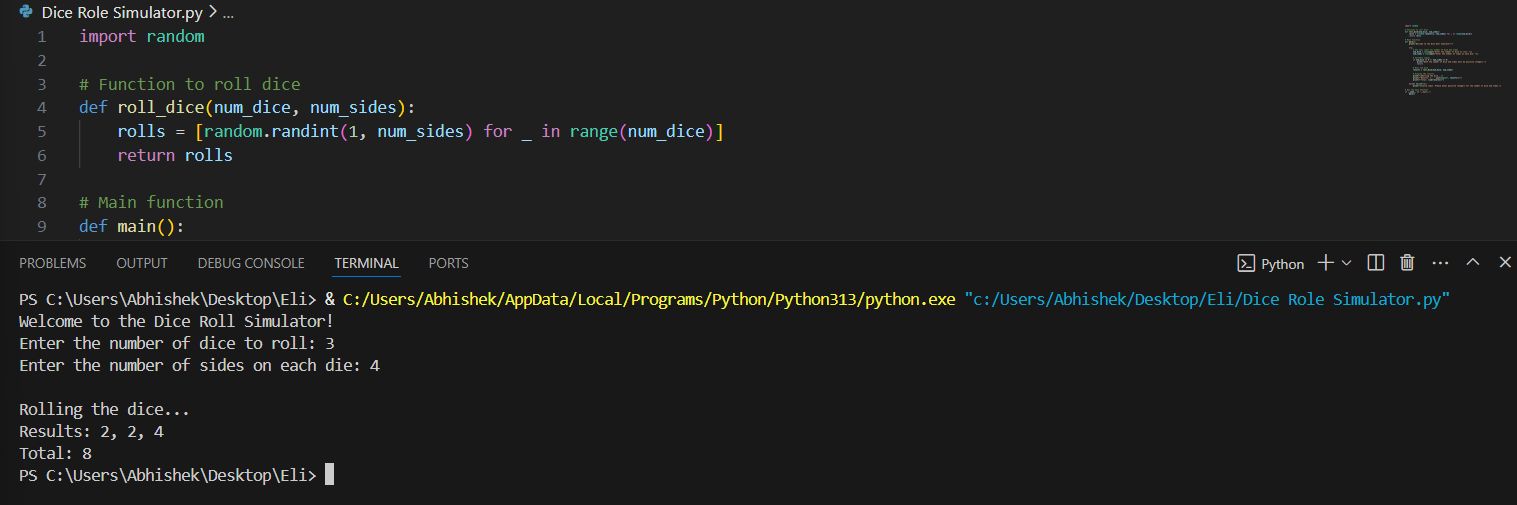 Dice Role Simulator.py > ...
1 import random
2
3 # Function to roll dice
4 def roll_dice(num_dice, num_sides):
5     rolls = [random.randint(1, num_sides) for _ in range(num_dice)]
6     return rolls
7
8 # Main function
9 def main():
PROBLEMS OUTPUT DEBUG CONSOLE TERMINAL PORTS Python
PS C:\Users\Abhishek\Desktop\Eli> & C:/Users/Abhishek/AppData/Local/Programs/Python/Python313/python.exe "c:/Users/Abhishek/Desktop/Eli/Dice Role Simulator.py"
Welcome to the Dice Roll Simulator!
Enter the number of dice to roll: 3
Enter the number of sides on each die: 4

Rolling the dice...
Results: 2, 2, 4
Total: 8
PS C:\Users\Abhishek\Desktop\Eli>